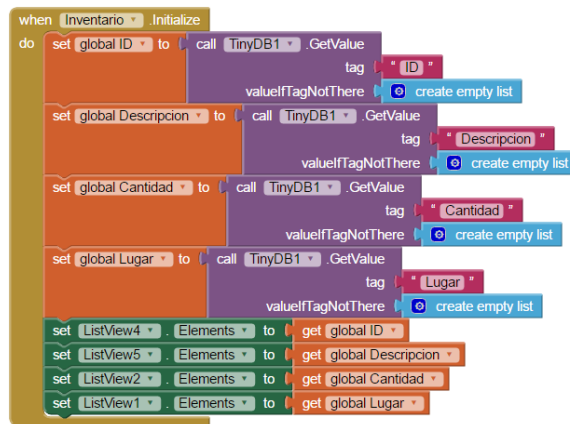 when Inventario .Initialize
do set global ID to call TinyDB1 .GetValue
tag " ID "
valueIfTagNotThere create empty list
set global Descripcion to call TinyDB1 .GetValue
tag " Descripcion "
valueIfTagNotThere create empty list
set global Cantidad to call TinyDB1 .GetValue
tag " Cantidad "
valueIfTagNotThere create empty list
set global Lugar to call TinyDB1 .GetValue
tag " Lugar "
valueIfTagNotThere create empty list
set ListView4 . Elements to get global ID
set ListView5 . Elements to get global Descripcion
set ListView2 . Elements to get global Cantidad
set ListView1 . Elements to get global Lugar